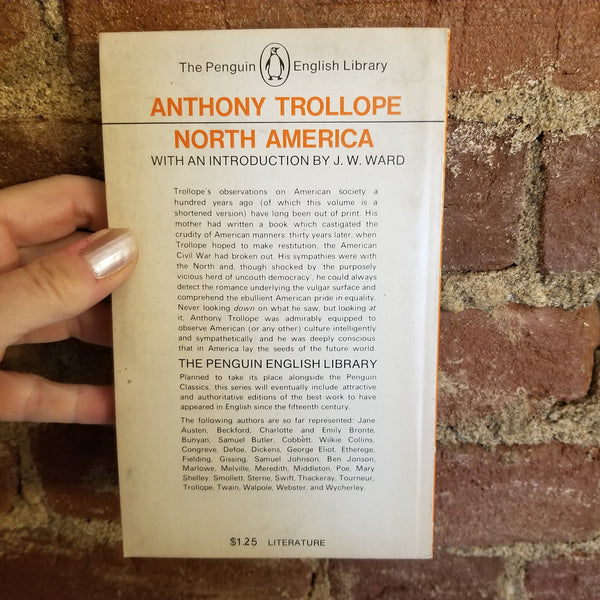 The Penguin English Library
ANTHONY TROLLOPE
NORTH AMERICA
WITH AN INTRODUCTION BY J. W. WARD
Trollope's observations on American society a
hundred years ago (of which this volume is a
shortened version) have long been out of print. His
mother had written a book which castigated the
crudity of American manners: thirty years later, when
Trollope hoped to make restitution, the American
Civil War had broken out. His sympathies were with
the North and, though shocked by 'the purposely
vicious herd of uncouth democracy', he could always
detect the romance underlying the vulgar surface and
comprehend the ebullient American pride in equality.
Never looking down on what he saw, but looking at
it, Anthony Trollope was admirably equipped to
observe American (or any other) culture intelligently
and sympathetically; and he was deeply conscious
that in America lay the seeds of the future world.
THE PENGUIN ENGLISH LIBRARY
Planned to take its place alongside the Penguin
Classics, this series will eventually include attractive
and authoritative editions of the best work to have
appeared in English since the fifteenth century.
The following authors are so far represented: Jane
Austen, Beckford, Charlotte and Emily Brontë,
Bunyan, Samuel Butler, Cobbett, Wilkie Collins,
Congreve, Defoe, Dickens, George Eliot, Etherege,
Fielding, Gissing, Samuel Johnson, Ben Jonson,
Marlowe, Melville, Meredith, Middleton, Poe, Mary
Shelley, Smollett, Sterne, Swift, Thackeray, Tourneur,
Trollope, Twain, Walpole, Webster, and Wycherley.
$1.25 LITERATURE